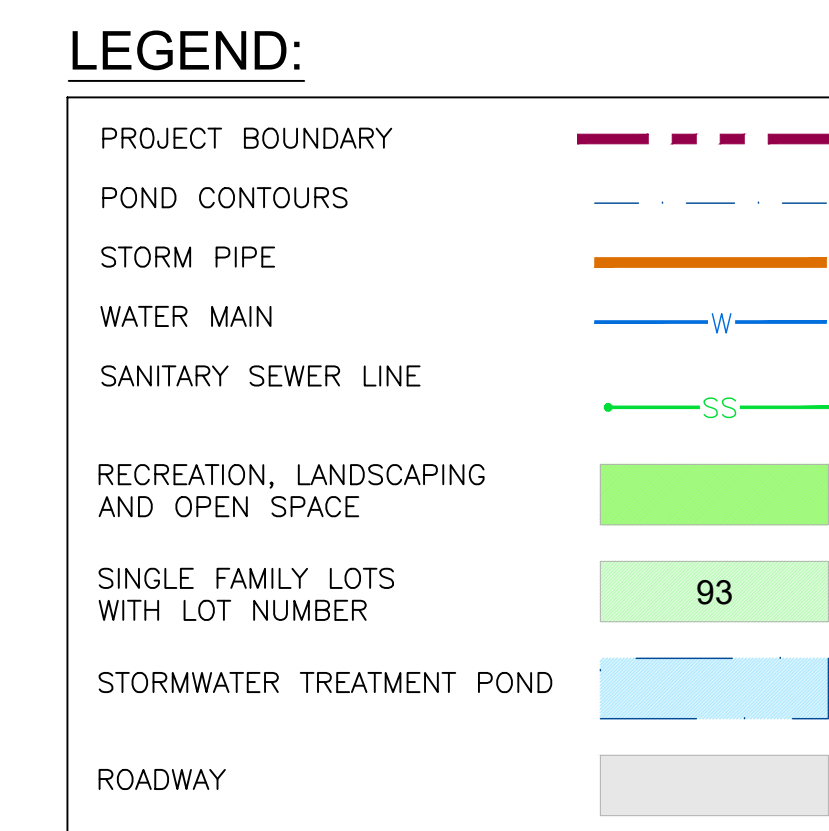 LEGEND:
PROJECT BOUNDARY
POND CONTOURS
STORM PIPE
WATER MAIN
W
SANITARY SEWER LINE
SS
RECREATION, LANDSCAPING
AND OPEN SPACE
SINGLE FAMILY LOTS
WITH LOT NUMBER
93
STORMWATER TREATMENT POND
ROADWAY